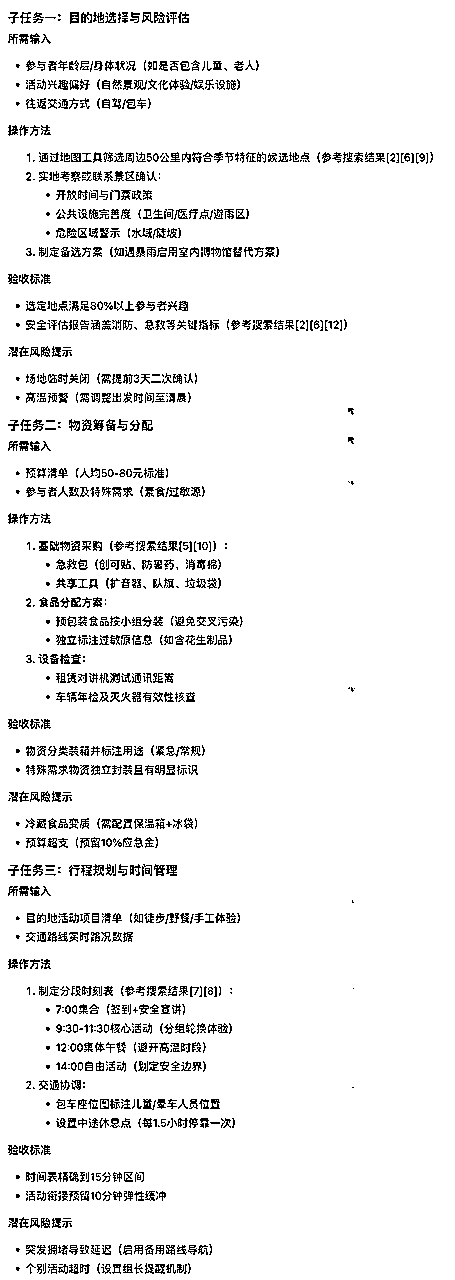 子任务一：目的地选择与风险评估
所需输入
• 参与者年龄层/身体状况（如是否包含儿童、老人）
• 活动兴趣偏好（自然景观/文化体验/娱乐设施）
• 往返交通方式（自驾/包车）
操作方法
1. 通过地图工具筛选周边50公里内符合季节特征的候选地点（参考搜索结果[2][6][9]）
2. 实地考察或联系景区确认：
• 开放时间与门票政策
• 公共设施完善度（卫生间/医疗点/避雨区）
• 危险区域警示（水域/陡坡）
3. 制定备选方案（如遇暴雨启用室内博物馆替代方案）
验收标准
• 选定地点满足80%以上参与者兴趣
• 安全评估报告涵盖消防、急救等关键指标（参考搜索结果[2][6][12]）
潜在风险提示
• 场地临时关闭（需提前3天二次确认）
• 高温预警（需调整出发时间至清晨）
子任务二：物资筹备与分配
所需输入
• 预算清单（人均50-80元标准）
• 参与者人数及特殊需求（素食/过敏源）
操作方法
1. 基础物资采购（参考搜索结果[5][10]）：
• 急救包（创可贴、防暑药、消毒棉）
• 共享工具（扩音器、队旗、垃圾袋）
2. 食品分配方案：
• 预包装食品按小组分装（避免交叉污染）
• 独立标注过敏原信息（如含花生制品）
3. 设备检查：
• 租赁对讲机测试通讯距离
• 车辆年检及灭火器有效性核查
验收标准
• 物资分类装箱并标注用途（紧急/常规）
• 特殊需求物资独立封装且有明显标识
潜在风险提示
• 冷藏食品变质（需配置保温箱+冰袋）
• 预算超支（预留10%应急金）
子任务三：行程规划与时间管理
所需输入
• 目的地活动项目清单（如徒步/野餐/手工体验）
• 交通路线实时路况数据
操作方法
1. 制定分段时刻表（参考搜索结果[7][8]）：
• 7:00集合（签到+安全宣讲）
• 9:30-11:30核心活动（分组轮换体验）
• 12:00集体午餐（避开高温时段）
• 14:00自由活动（划定安全边界）
2. 交通协调：
• 包车座位图标注儿童/晕车人员位置
• 设置中途休息点（每1.5小时停靠一次）
验收标准
• 时间表精确到15分钟区间
• 活动衔接预留10分钟弹性缓冲
潜在风险提示
• 突发拥堵导致延迟（启用备用路线导航）
• 个别活动超时（设置组长提醒机制）